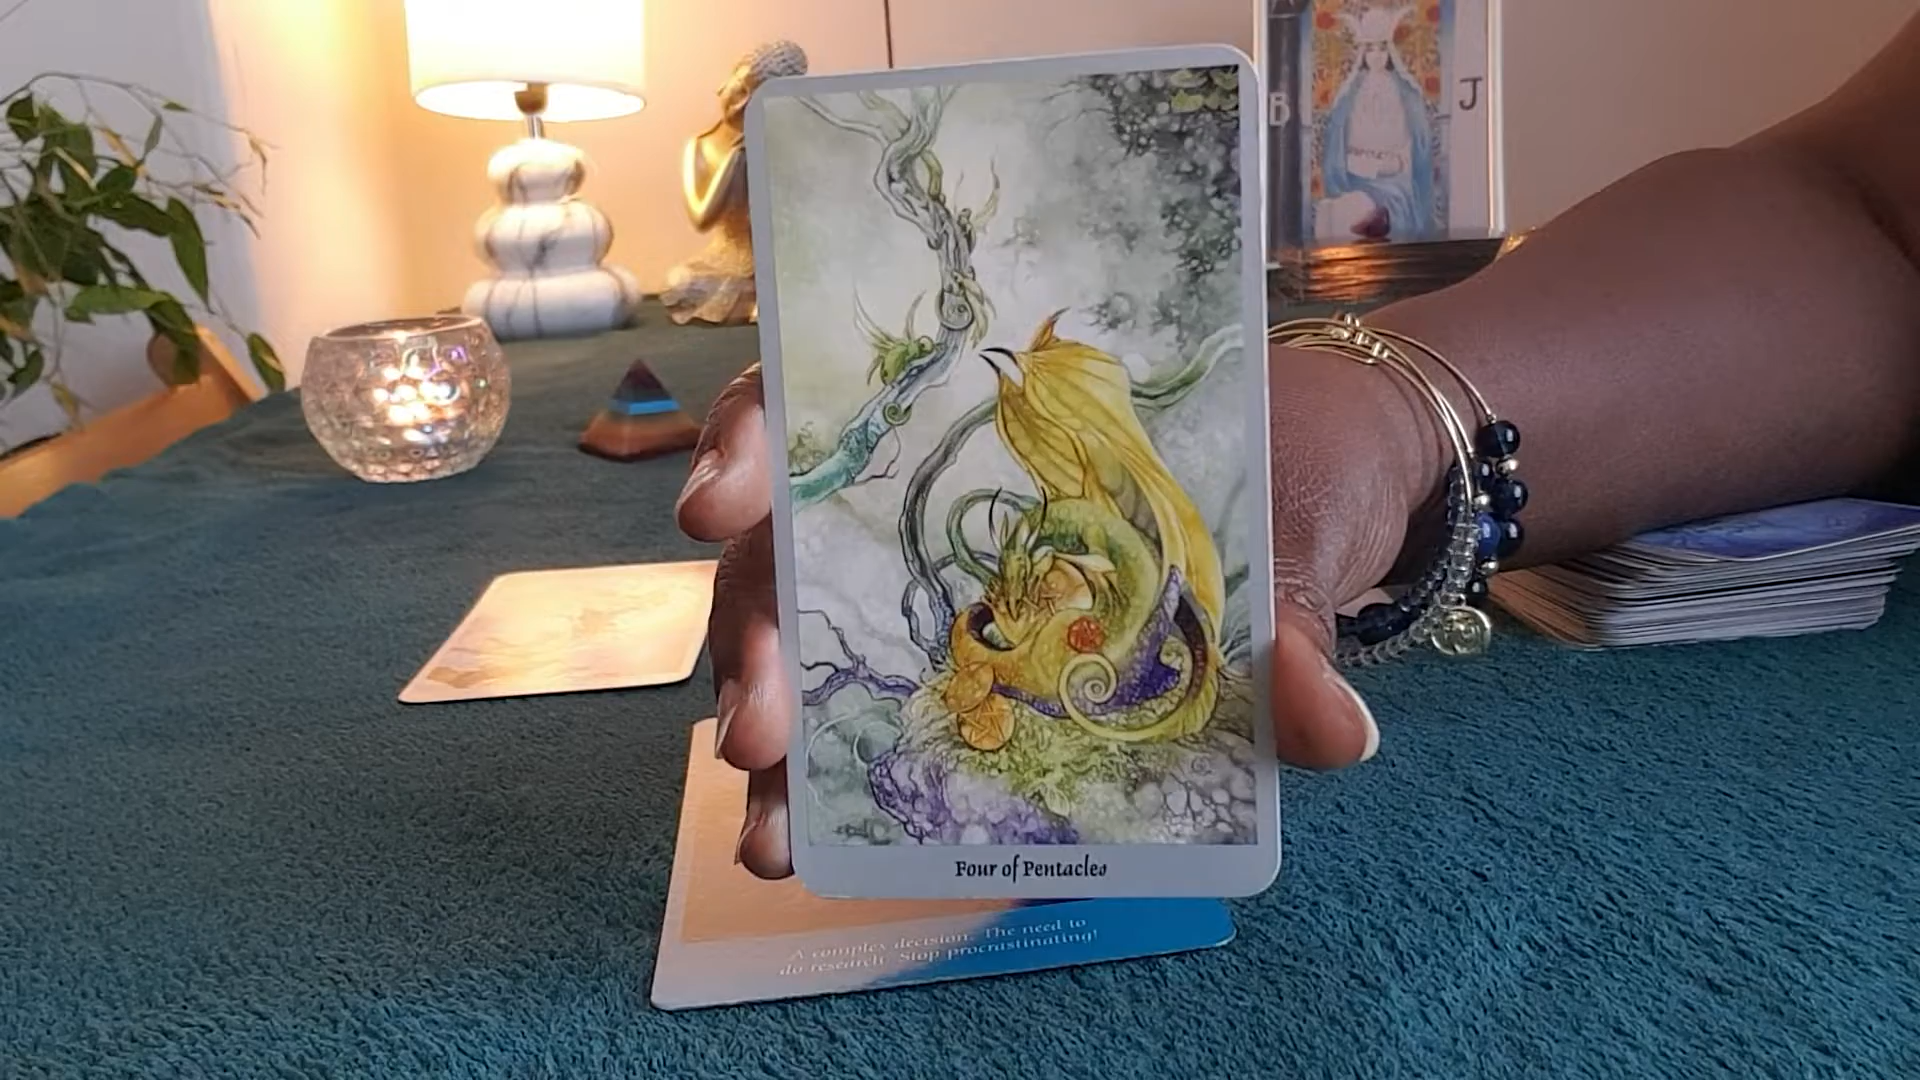 B
J
Four of Pentacles
A complex decision. The need to
do research. Stop procrastinating!